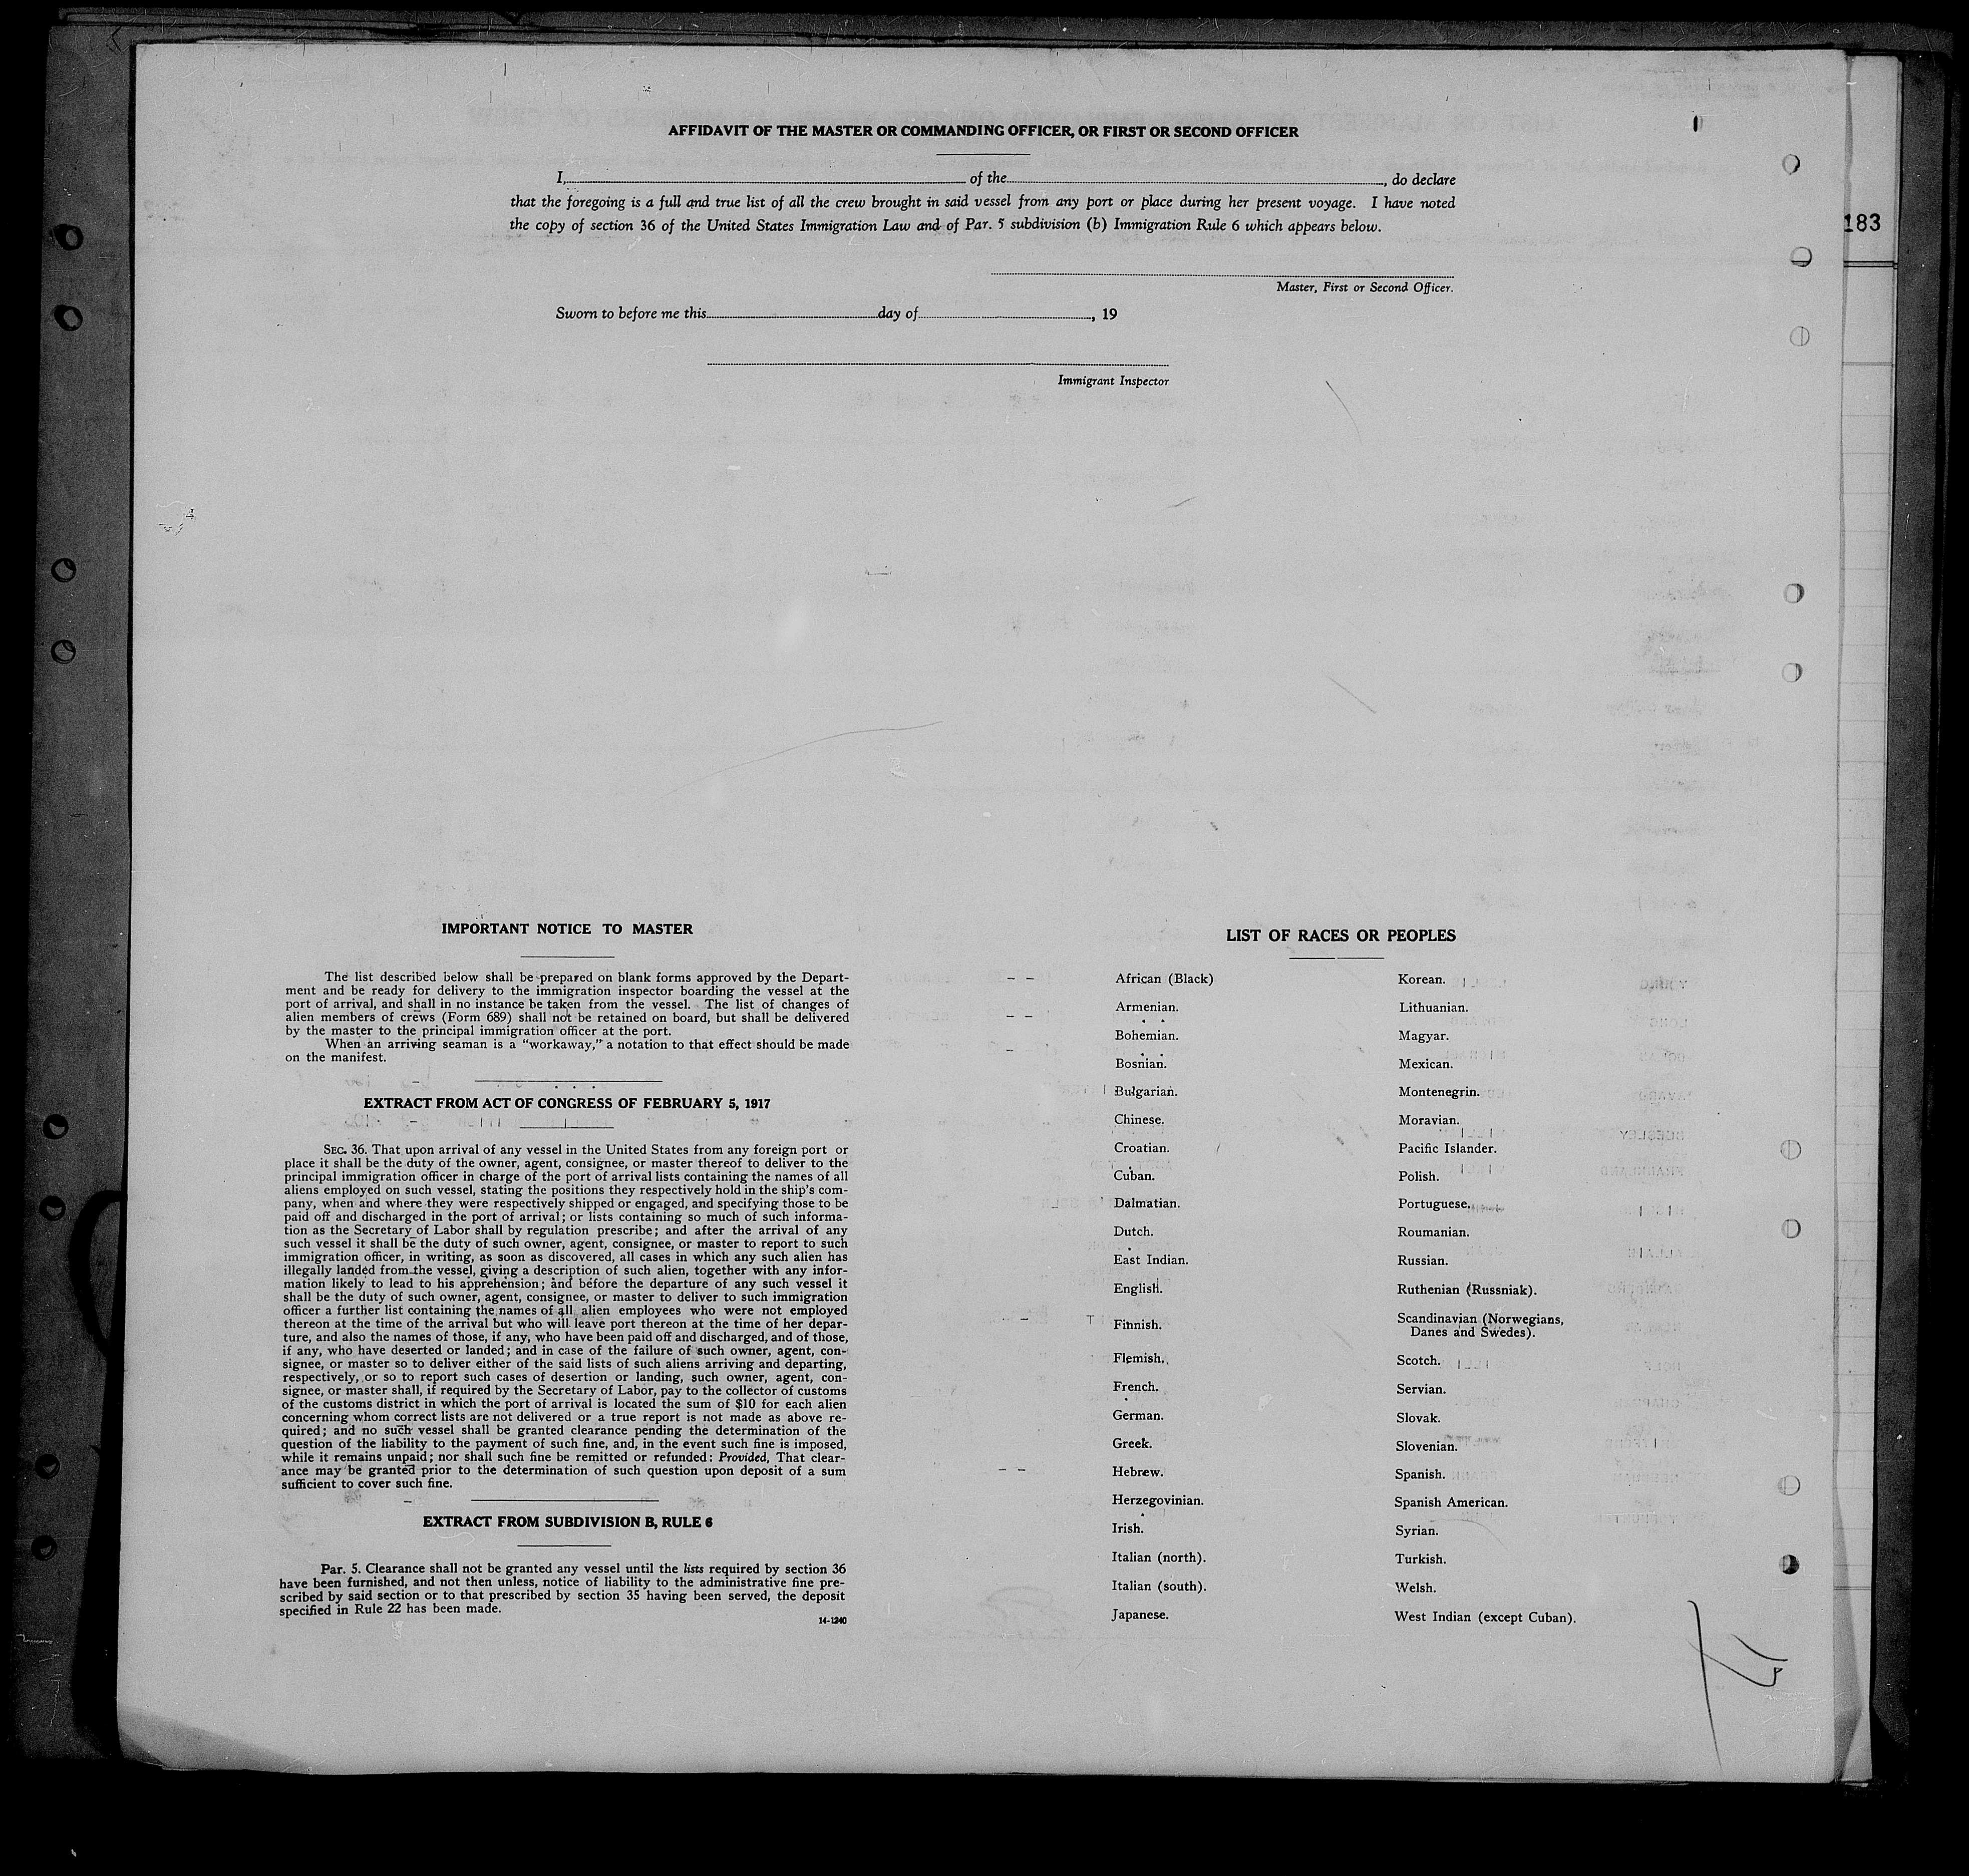 AFFIDAVIT OF THE MASTER OR COMMANDING OFFICER, OR FIRST OR SECOND OFFICER
I, of the , do declare
that the foregoing is a full and true list of all the crew brought in said vessel from any port or place during her present voyage. I have noted
the copy of section 36 of the United States Immigration Law and of Par. 5 subdivision (b) Immigration Rule 6 which appears below.
183
Master, First or Second Officer.
Sworn to before me this day of , 19
Immigrant Inspector
IMPORTANT NOTICE TO MASTER
The list described below shall be prepared on blank forms approved by the Depart-
ment and be ready for delivery to the immigration inspector boarding the vessel at the
port of arrival, and shall in no instance be taken from the vessel. The list of changes of
alien members of crews (Form 689) shall not be retained on board, but shall be delivered
by the master to the principal immigration officer at the port.
When an arriving seaman is a "workaway," a notation to that effect should be made
on the manifest.
EXTRACT FROM ACT OF CONGRESS OF FEBRUARY 5, 1917
SEC. 36. That upon arrival of any vessel in the United States from any foreign port or
place it shall be the duty of the owner, agent, consignee, or master thereof to deliver to the
principal immigration officer in charge of the port of arrival lists containing the names of all
aliens employed on such vessel, stating the positions they respectively hold in the ship's com-
pany, when and where they were respectively shipped or engaged, and specifying those to be
paid off and discharged in the port of arrival; or lists containing so much of such informa-
tion as the Secretary of Labor shall by regulation prescribe; and after the arrival of any
such vessel it shall be the duty of such owner, agent, consignee, or master to report to such
immigration officer, in writing, as soon as discovered, all cases in which any such alien has
illegally landed from the vessel, giving a description of such alien, together with any infor-
mation likely to lead to his apprehension; and before the departure of any such vessel it
shall be the duty of such owner, agent, consignee, or master to deliver to such immigration
officer a further list containing the names of all alien employees who were not employed
thereon at the time of the arrival but who will leave port thereon at the time of her depar-
ture, and also the names of those, if any, who have been paid off and discharged, and of those,
if any, who have deserted or landed; and in case of the failure of such owner, agent, con-
signee, or master so to deliver either of the said lists of such aliens arriving and departing,
respectively, or so to report such cases of desertion or landing, such owner, agent, con-
signee, or master shall, if required by the Secretary of Labor, pay to the collector of customs
of the customs district in which the port of arrival is located the sum of $10 for each alien
concerning whom correct lists are not delivered or a true report is not made as above re-
quired; and no such vessel shall be granted clearance pending the determination of the
question of the liability to the payment of such fine, and, in the event such fine is imposed,
while it remains unpaid; nor shall such fine be remitted or refunded: Provided, That clear-
ance may be granted prior to the determination of such question upon deposit of a sum
sufficient to cover such fine.
EXTRACT FROM SUBDIVISION B, RULE 6
Par. 5. Clearance shall not be granted any vessel until the lists required by section 36
have been furnished, and not then unless, notice of liability to the administrative fine pre-
scribed by said section or to that prescribed by section 35 having been served, the deposit
specified in Rule 22 has been made.
14-1240
LIST OF RACES OR PEOPLES
African (Black)
Armenian.
Bohemian.
Bosnian.
Bulgarian.
Chinese.
Croatian.
Cuban.
Dalmatian.
Dutch.
East Indian.
English.
Finnish.
Flemish.
French.
German.
Greek.
Hebrew.
Herzegovinian.
Irish.
Italian (north).
Italian (south).
Japanese.
Korean.
Lithuanian.
Magyar.
Mexican.
Montenegrin.
Moravian.
Pacific Islander.
Polish.
Portuguese.
Roumanian.
Russian.
Ruthenian (Russniak).
Scandinavian (Norwegians,
Danes and Swedes).
Scotch.
Servian.
Slovak.
Slovenian.
Spanish.
Spanish American.
Syrian.
Turkish.
Welsh.
West Indian (except Cuban).